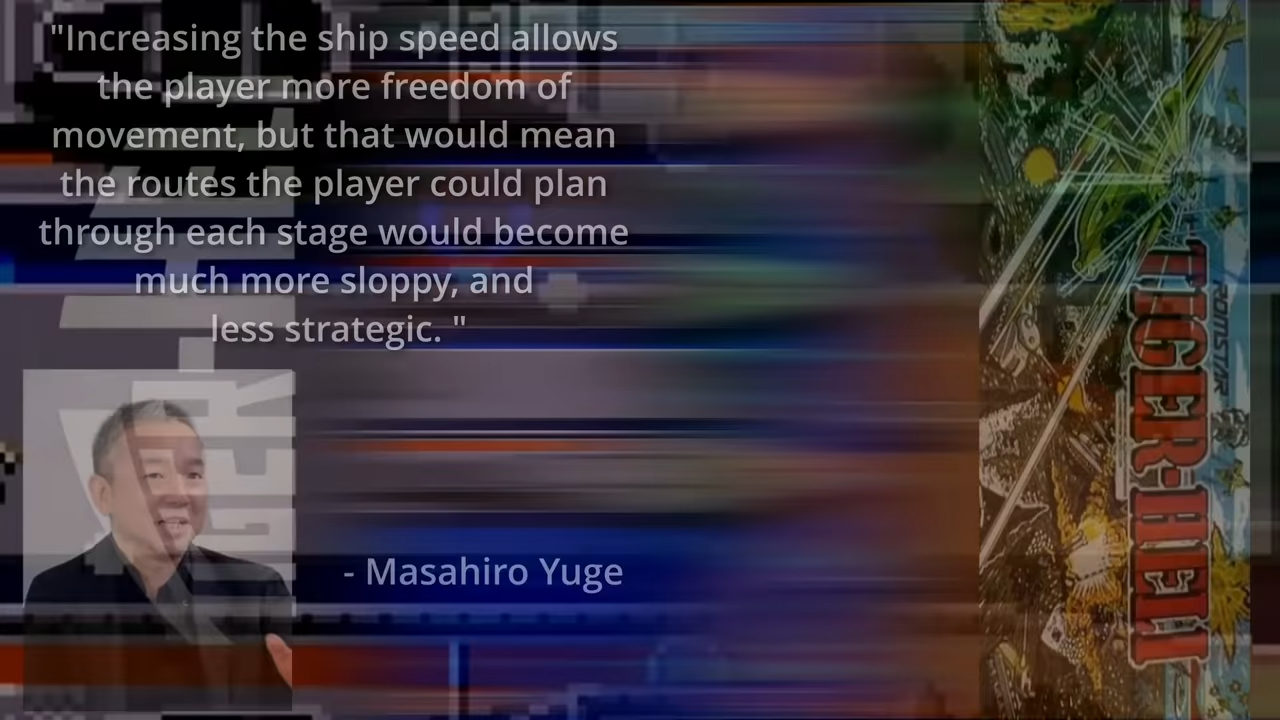 "Increasing the ship speed allows
the player more freedom of
movement, but that would mean
the routes the player could plan
through each stage would become
much more sloppy, and
less strategic. "
- Masahiro Yuge
ROMSTAR
TIGER-HELI